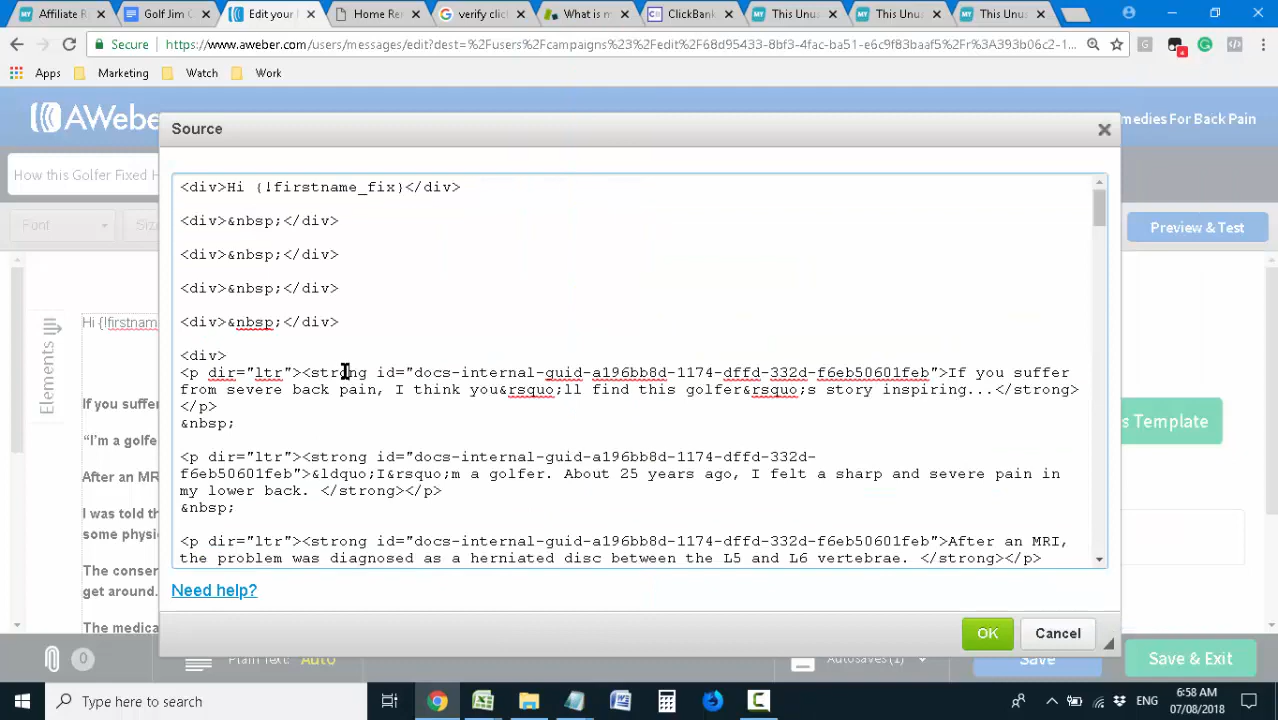 Affiliate R
Golf Jim C
Edit your
Home Rem
verify click
What is m
ClickBank
This Unu
This Unu
This Unu
Secure
https://www.aweber.com/users/messages/edit?dest=%2Fusers%2Fcampaigns%23%2Fedit%2F68d95433-8bf3-4fac-ba51-e6c9f83baaf5%2Fr%3A393b06c2-1...
Apps
Marketing
Watch
Work
AWebe
medies For Back Pain
Source
How this Golfer Fixed H
Font
Siz
Preview & Test
<div>Hi {!firstname_fix}</div>
<div>&nbsp;</div>
<div>&nbsp;</div>
<div>&nbsp;</div>
<div>&nbsp;</div>
<div>
<p dir="ltr"><strong id="docs-internal-guid-a196bb8d-1174-dffd-332d-f6eb50601feb">If you suffer
from severe back pain, I think you&rsquo;ll find this golfer&rsquo;s story inspiring...</strong>
</p>
&nbsp;
<p dir="ltr"><strong id="docs-internal-guid-a196bb8d-1174-dffd-332d-
f6eb50601feb">&ldquo;I&rsquo;m a golfer. About 25 years ago, I felt a sharp and severe pain in
my lower back. </strong></p>
&nbsp;
<p dir="ltr"><strong id="docs-internal-guid-a196bb8d-1174-dffd-332d-f6eb50601feb">After an MRI,
the problem was diagnosed as a herniated disc between the L5 and L6 vertebrae. </strong></p>
Hi {!firstnam
Elements
If you suffe
"I'm a golfe
After an MR
I was told th
some physi
The conser
get around.
The medica
s Template
Need help?
OK
Cancel
0
Plain Text: Auto
Autosaves (1)
Save
Save & Exit
Type here to search
ENG
6:58 AM
07/08/2018